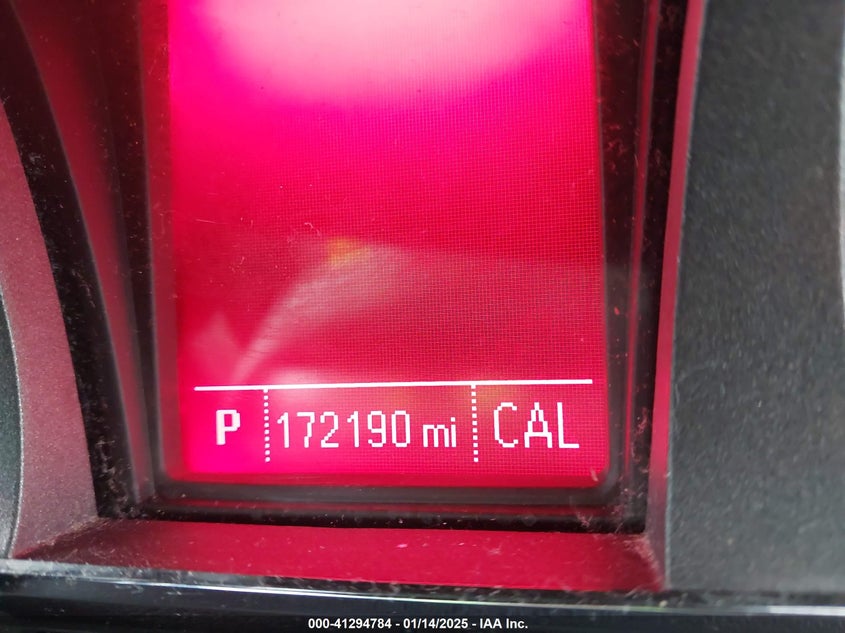 P 172190 mi CAL
000-41294784 - 01/14/2025 - IAA Inc.